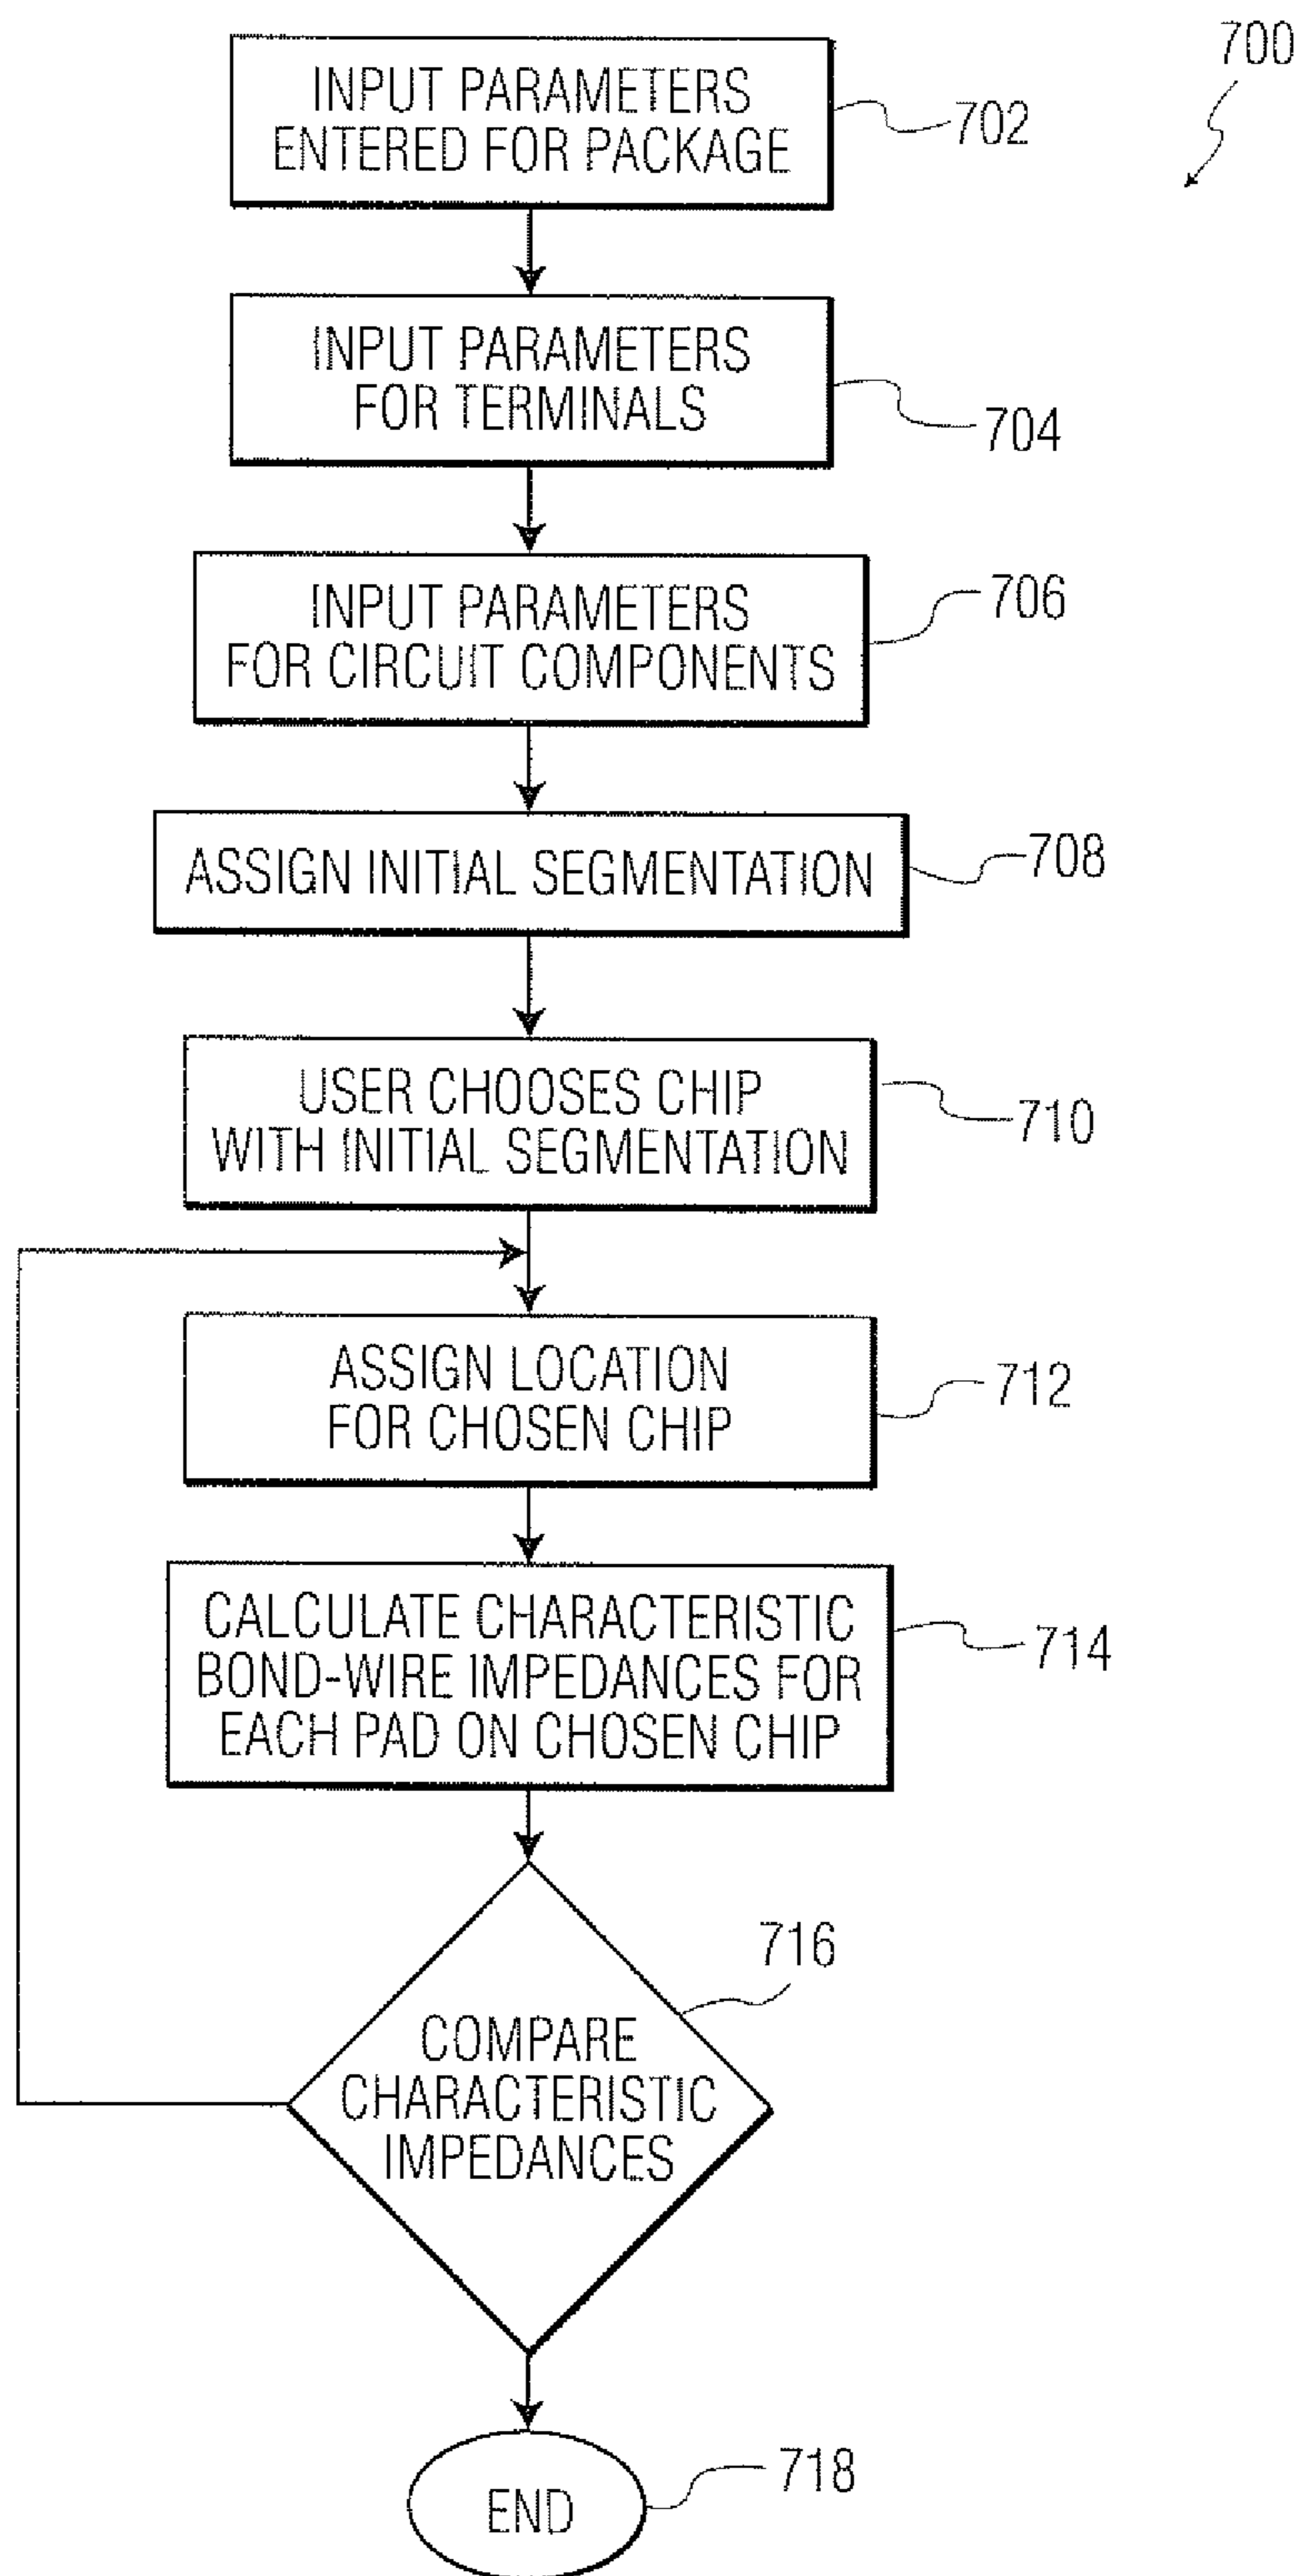 700
INPUT PARAMETERS
ENTERED FOR PACKAGE
702
INPUT PARAMETERS
FOR TERMINALS
704
INPUT PARAMETERS
FOR CIRCUIT COMPONENTS
706
ASSIGN INITIAL SEGMENTATION
708
USER CHOOSES CHIP
WITH INITIAL SEGMENTATION
710
ASSIGN LOCATION
FOR CHOSEN CHIP
712
CALCULATE CHARACTERISTIC
BOND-WIRE IMPEDANCES FOR
EACH PAD ON CHOSEN CHIP
714
COMPARE
CHARACTERISTIC
IMPEDANCES
716
END
718